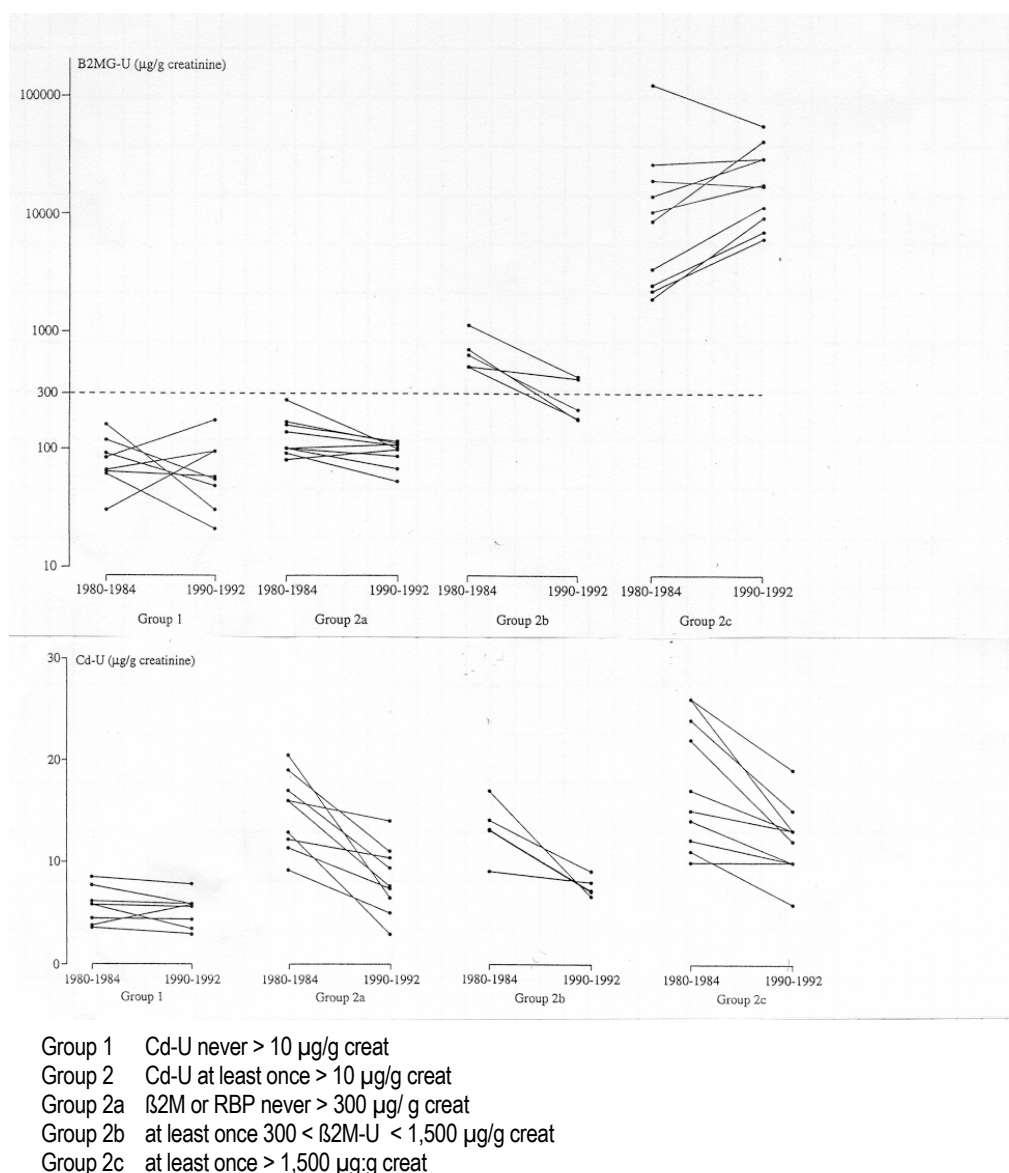 B2MG-U (µg/g creatinine)
100000
10000
1000
300
100
10
1980-1984 1990-1992 1980-1984 1990-1992 1980-1984 1990-1992 1980-1984 1990-1992
Group 1 Group 2a Group 2b Group 2c
30 Cd-U (µg/g creatinine)
20
10
0
1980-1984 1990-1992 1980-1984 1990-1992 1980-1984 1990-1992 1980-1984 1990-1992
Group 1 Group 2a Group 2b Group 2c
Group 1 Cd-U never > 10 µg/g creat
Group 2 Cd-U at least once > 10 µg/g creat
Group 2a ß2M or RBP never > 300 µg/ g creat
Group 2b at least once 300 < ß2M-U < 1,500 µg/g creat
Group 2c at least once > 1,500 µg:g creat